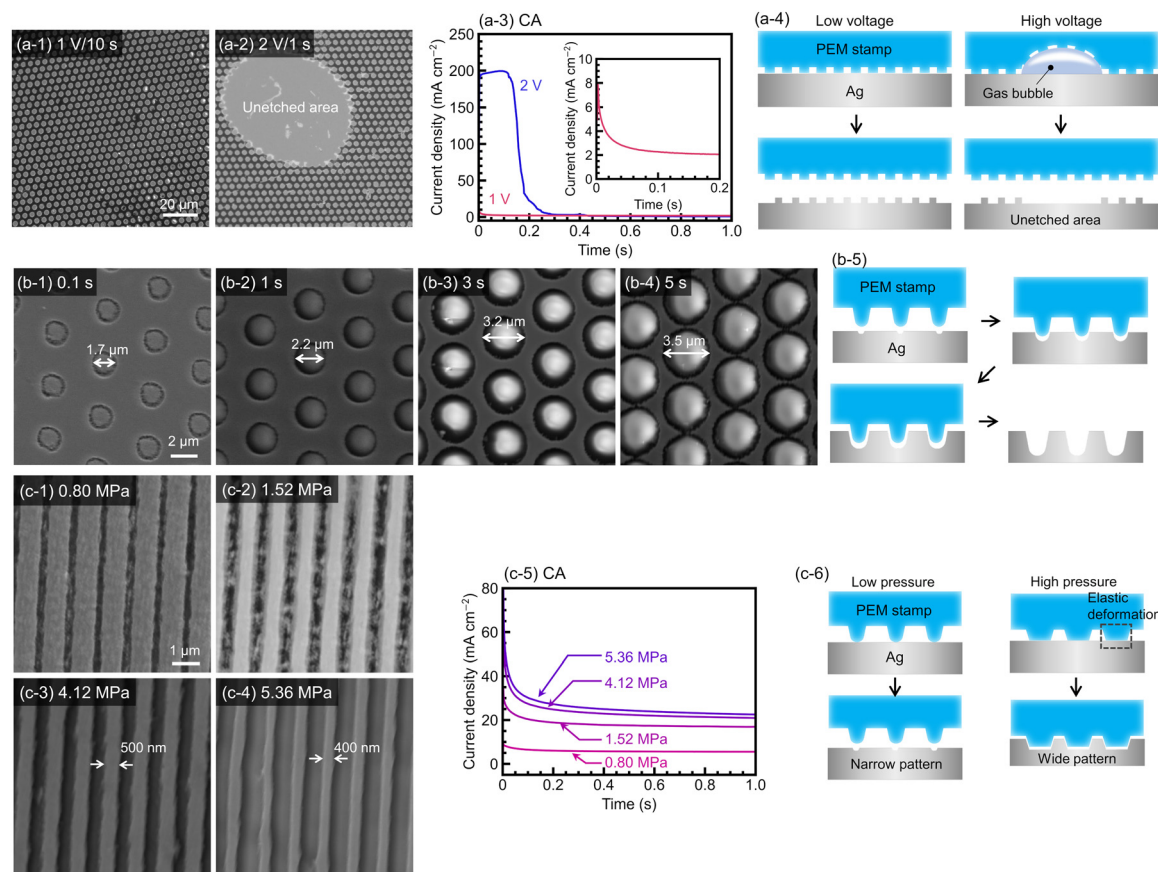 (a-1) 1 V/10 s
20 μm
(a-2) 2 V/1 s
Unetched area
(a-3) CA
Current density (mA cm−2)
250
200
150
100
50
0
2 V
1 V
0
0.2
0.4
0.6
0.8
1.0
Time (s)
Current density (mA cm−2)
10
8
6
4
2
0
0
0.1
0.2
Time (s)
(a-4)
Low voltage
High voltage
PEM stamp
Ag
Gas bubble
Unetched area
(b-1) 0.1 s
1.7 μm
2 μm
(b-2) 1 s
2.2 μm
(b-3) 3 s
3.2 μm
(b-4) 5 s
3.5 μm
(b-5)
PEM stamp
Ag
(c-1) 0.80 MPa
1 μm
(c-2) 1.52 MPa
(c-3) 4.12 MPa
500 nm
(c-4) 5.36 MPa
400 nm
(c-5) CA
Current density (mA cm−2)
80
60
40
20
0
5.36 MPa
4.12 MPa
1.52 MPa
0.80 MPa
0
0.2
0.4
0.6
0.8
1.0
Time (s)
(c-6)
Low pressure
High pressure
PEM stamp
Elastic
deformation
Ag
Narrow pattern
Wide pattern